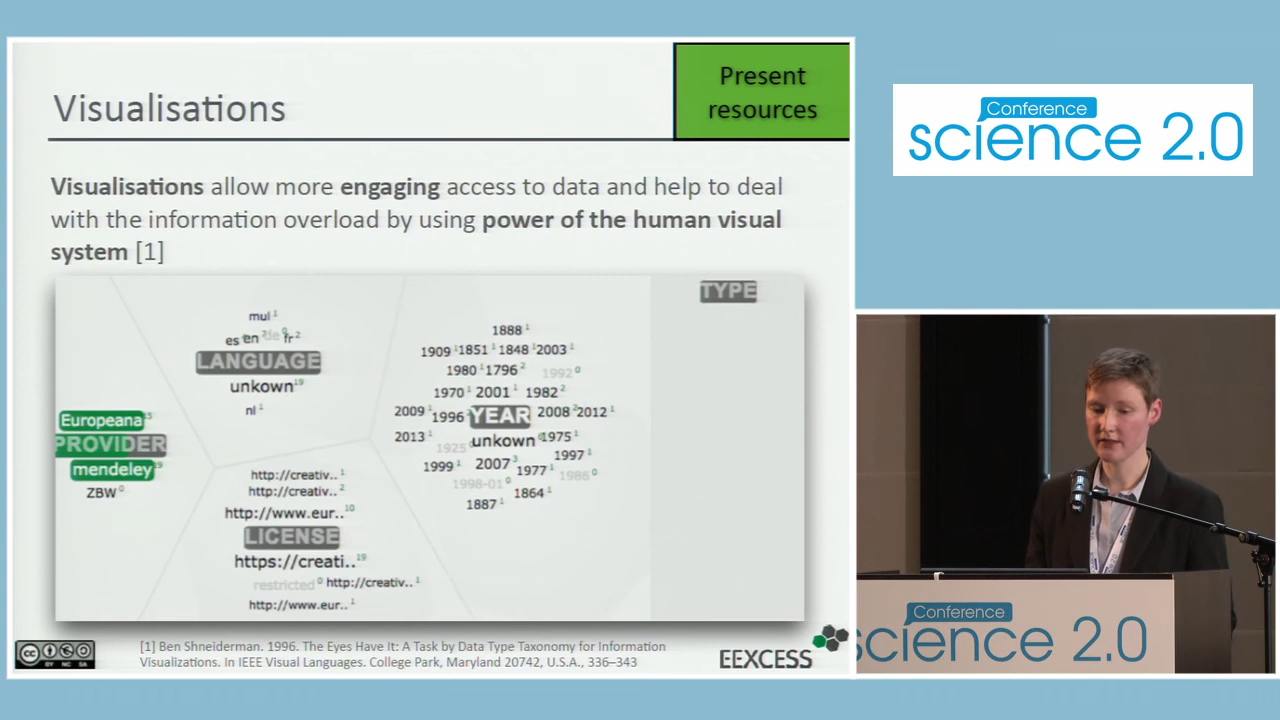 Present
resources
Visualisations
Visualisations allow more engaging access to data and help to deal
with the information overload by using power of the human visual
system [1]
TYPE
mul 1
es en 2 de 0 fr 2
LANGUAGE
unkown 19
nl 1
1888 1
1909 1 1851 1 1848 1 2003 1
1980 1 1796 2 1992 0
1970 1 2001 1 1982 2
2009 1 1996 YEAR 2008 2 2012 1
2013 1 1925 unkown 1975 1
1999 1 2007 3 1977 1 1997 1 1986 0
1998-01 0 1864 1
1887 1
Europeana
PROVIDER
mendeley
ZBW 0
http://creativ.. 1
http://creativ.. 2
http://www.eur.. 10
LICENSE
https://creati.. 19
restricted 0 http://creativ.. 1
http://www.eur.. 1
[1] Ben Shneiderman. 1996. The Eyes Have It: A Task by Data Type Taxonomy for Information
Visualizations. In IEEE Visual Languages. College Park, Maryland 20742, U.S.A., 336–343
cc BY NC SA
EEXCESS
Conference
science 2.0
Conference
science 2.0